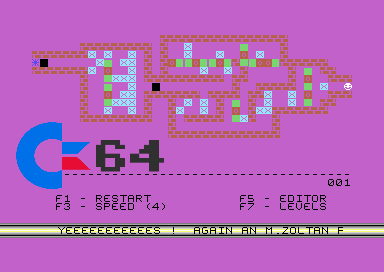 64
001
F1 - RESTART F5 - EDITOR
F3 - SPEED (4) F7 - LEVELS
YEEEEEEEEEEES ! AGAIN AN M.ZOLTAN F